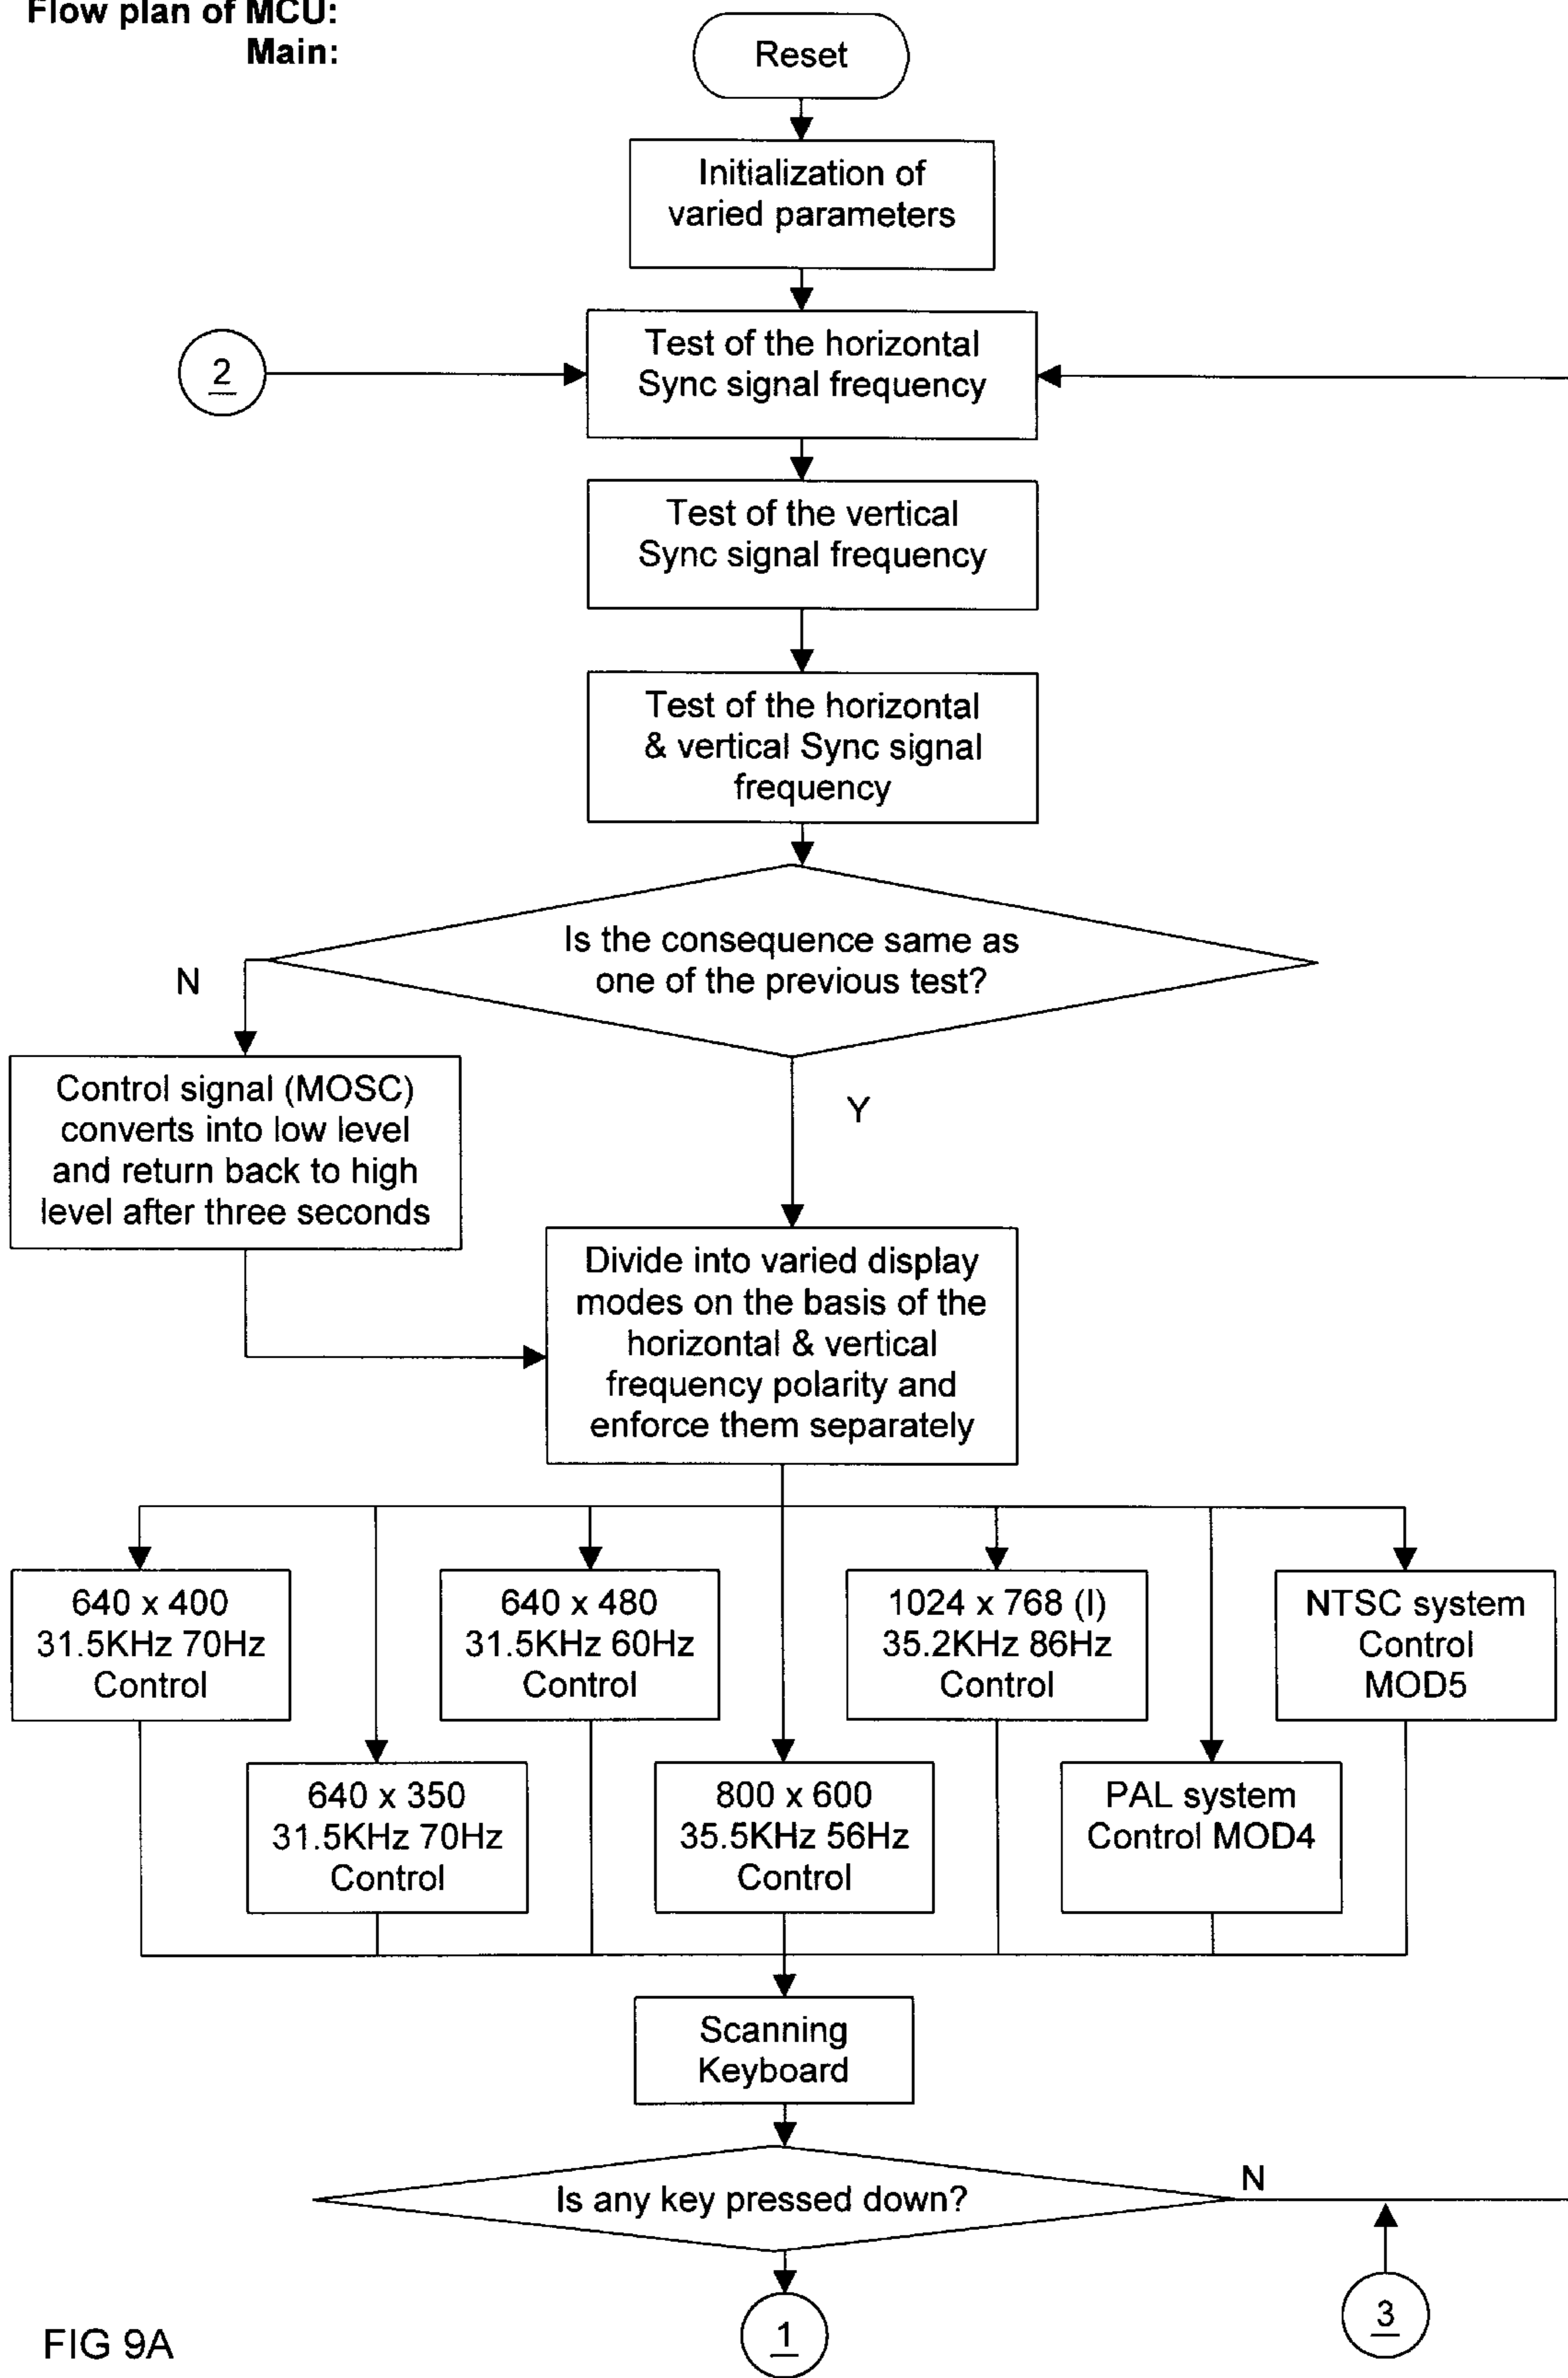 Flow plan of MCU:
Main:
Reset
Initialization of
varied parameters
2
Test of the horizontal
Sync signal frequency
Test of the vertical
Sync signal frequency
Test of the horizontal
& vertical Sync signal
frequency
Is the consequence same as
one of the previous test?
N
Control signal (MOSC)
converts into low level
and return back to high
level after three seconds
Y
Divide into varied display
modes on the basis of the
horizontal & vertical
frequency polarity and
enforce them separately
640 x 400
31.5KHz 70Hz
Control
640 x 480
31.5KHz 60Hz
Control
1024 x 768 (I)
35.2KHz 86Hz
Control
NTSC system
Control
MOD5
640 x 350
31.5KHz 70Hz
Control
800 x 600
35.5KHz 56Hz
Control
PAL system
Control MOD4
Scanning
Keyboard
Is any key pressed down?
N
1
3
FIG 9A